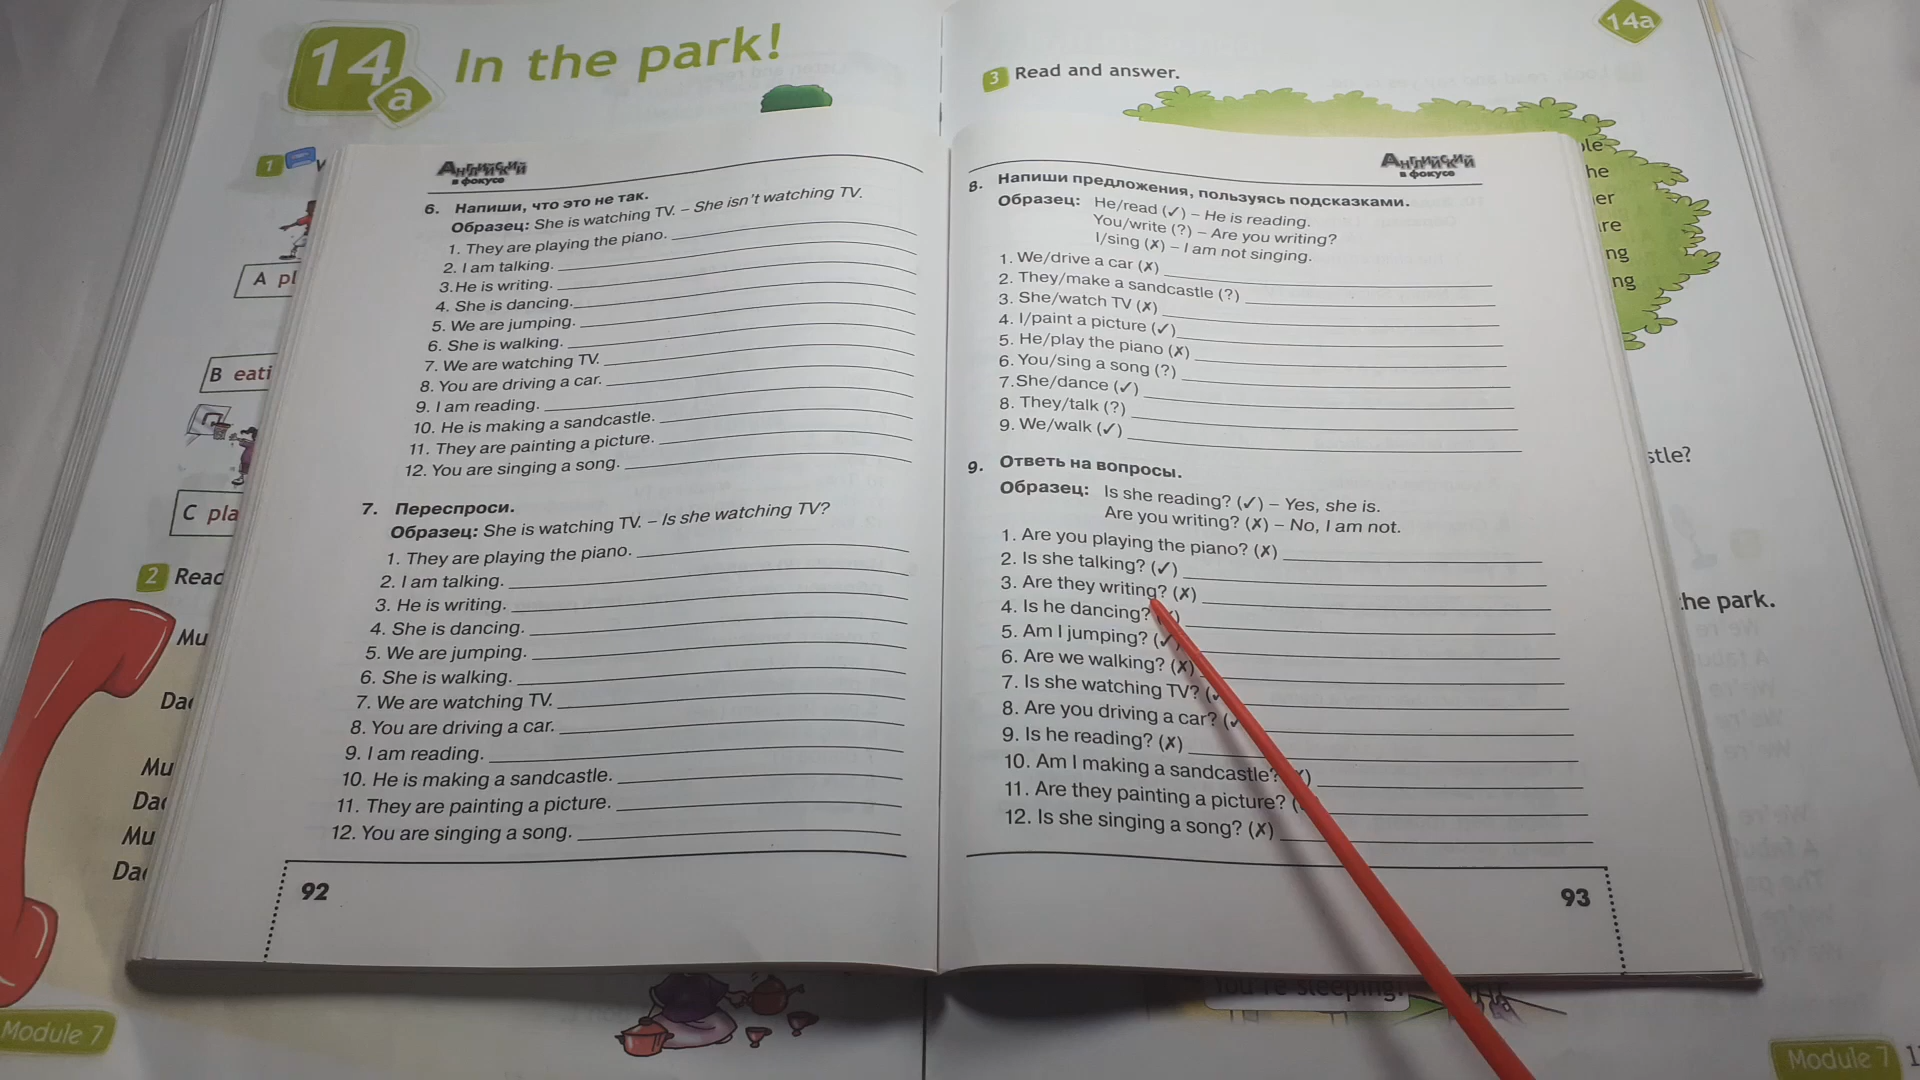 14a In the park!
14a
3 Read and answer.
1
A pl
B eati
C pla
2 Read
Mu
Da
Mu
Da
Mu
Da
Module 7
Английский в фокусе
6. Напиши, что это не так.
Образец: She is watching TV. – She isn't watching TV.
1. They are playing the piano.
2. I am talking.
3. He is writing.
4. She is dancing.
5. We are jumping.
6. She is walking.
7. We are watching TV.
8. You are driving a car.
9. I am reading.
10. He is making a sandcastle.
11. They are painting a picture.
12. You are singing a song.
7. Переспроси.
Образец: She is watching TV. – Is she watching TV?
1. They are playing the piano.
2. I am talking.
3. He is writing.
4. She is dancing.
5. We are jumping.
6. She is walking.
7. We are watching TV.
8. You are driving a car.
9. I am reading.
10. He is making a sandcastle.
11. They are painting a picture.
12. You are singing a song.
92
Английский в фокусе
8. Напиши предложения, пользуясь подсказками.
Образец: He/read (✓) – He is reading.
You/write (?) – Are you writing?
I/sing (✗) – I am not singing.
1. We/drive a car (✗)
2. They/make a sandcastle (?)
3. She/watch TV (✗)
4. I/paint a picture (✓)
5. He/play the piano (✗)
6. You/sing a song (?)
7. She/dance (✓)
8. They/talk (?)
9. We/walk (✓)
9. Ответь на вопросы.
Образец: Is she reading? (✓) – Yes, she is.
Are you writing? (✗) – No, I am not.
1. Are you playing the piano? (✗)
2. Is she talking? (✓)
3. Are they writing? (✗)
4. Is he dancing?
5. Am I jumping? (✓)
6. Are we walking? (✗)
7. Is she watching TV? (✓
8. Are you driving a car? (✓
9. Is he reading? (✗)
10. Am I making a sandcastle?
11. Are they painting a picture? (
12. Is she singing a song? (✗)
93
le
he
er
re
ng
ng
stle?
he park.
You're sleeping!
Module 7